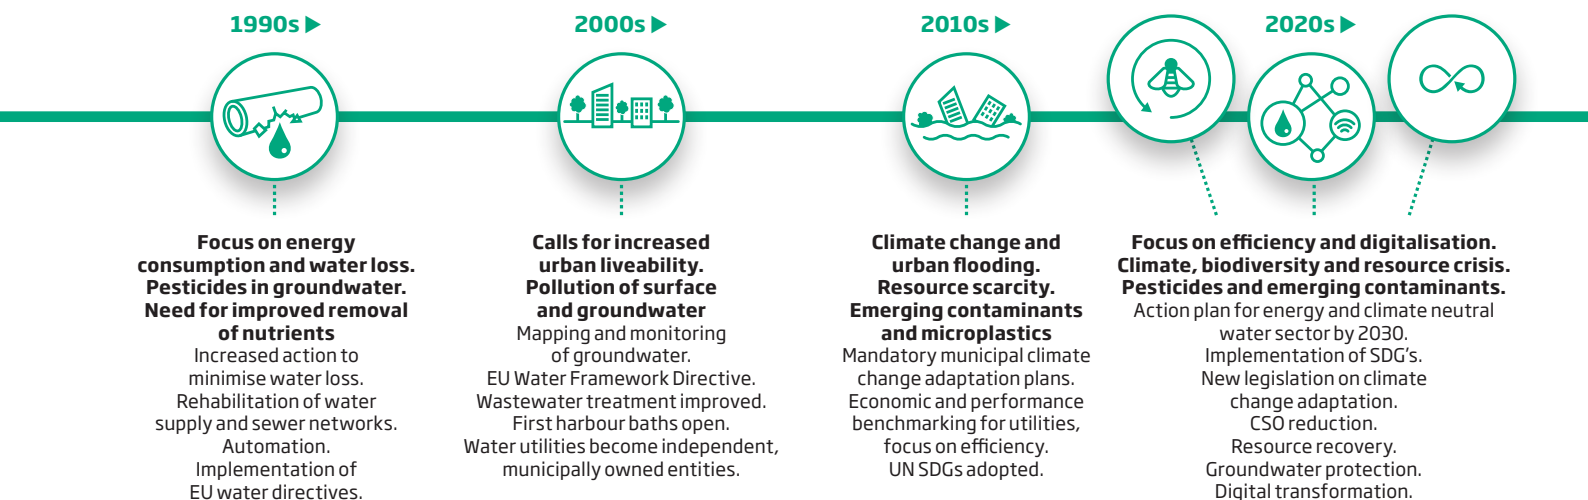 1990s
Focus on energy
consumption and water loss.
Pesticides in groundwater.
Need for improved removal
of nutrients
Increased action to
minimise water loss.
Rehabilitation of water
supply and sewer networks.
Automation.
Implementation of
EU water directives.
2000s
Calls for increased
urban liveability.
Pollution of surface
and groundwater
Mapping and monitoring
of groundwater.
EU Water Framework Directive.
Wastewater treatment improved.
First harbour baths open.
Water utilities become independent,
municipally owned entities.
2010s
Climate change and
urban flooding.
Resource scarcity.
Emerging contaminants
and microplastics
Mandatory municipal climate
change adaptation plans.
Economic and performance
benchmarking for utilities,
focus on efficiency.
UN SDGs adopted.
2020s
Focus on efficiency and digitalisation.
Climate, biodiversity and resource crisis.
Pesticides and emerging contaminants.
Action plan for energy and climate neutral
water sector by 2030.
Implementation of SDG's.
New legislation on climate
change adaptation.
CSO reduction.
Resource recovery.
Groundwater protection.
Digital transformation.